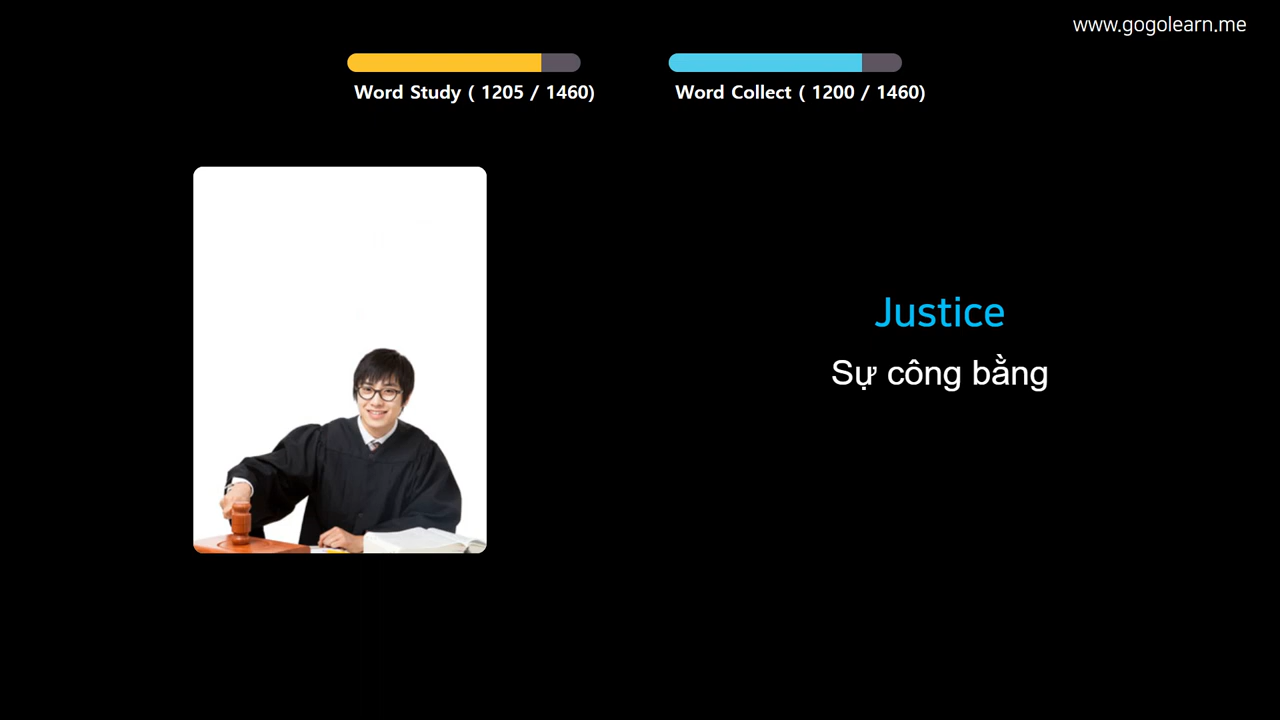 www.gogolearn.me
Word Study ( 1205 / 1460)
Word Collect ( 1200 / 1460)
Justice
Sự công bằng